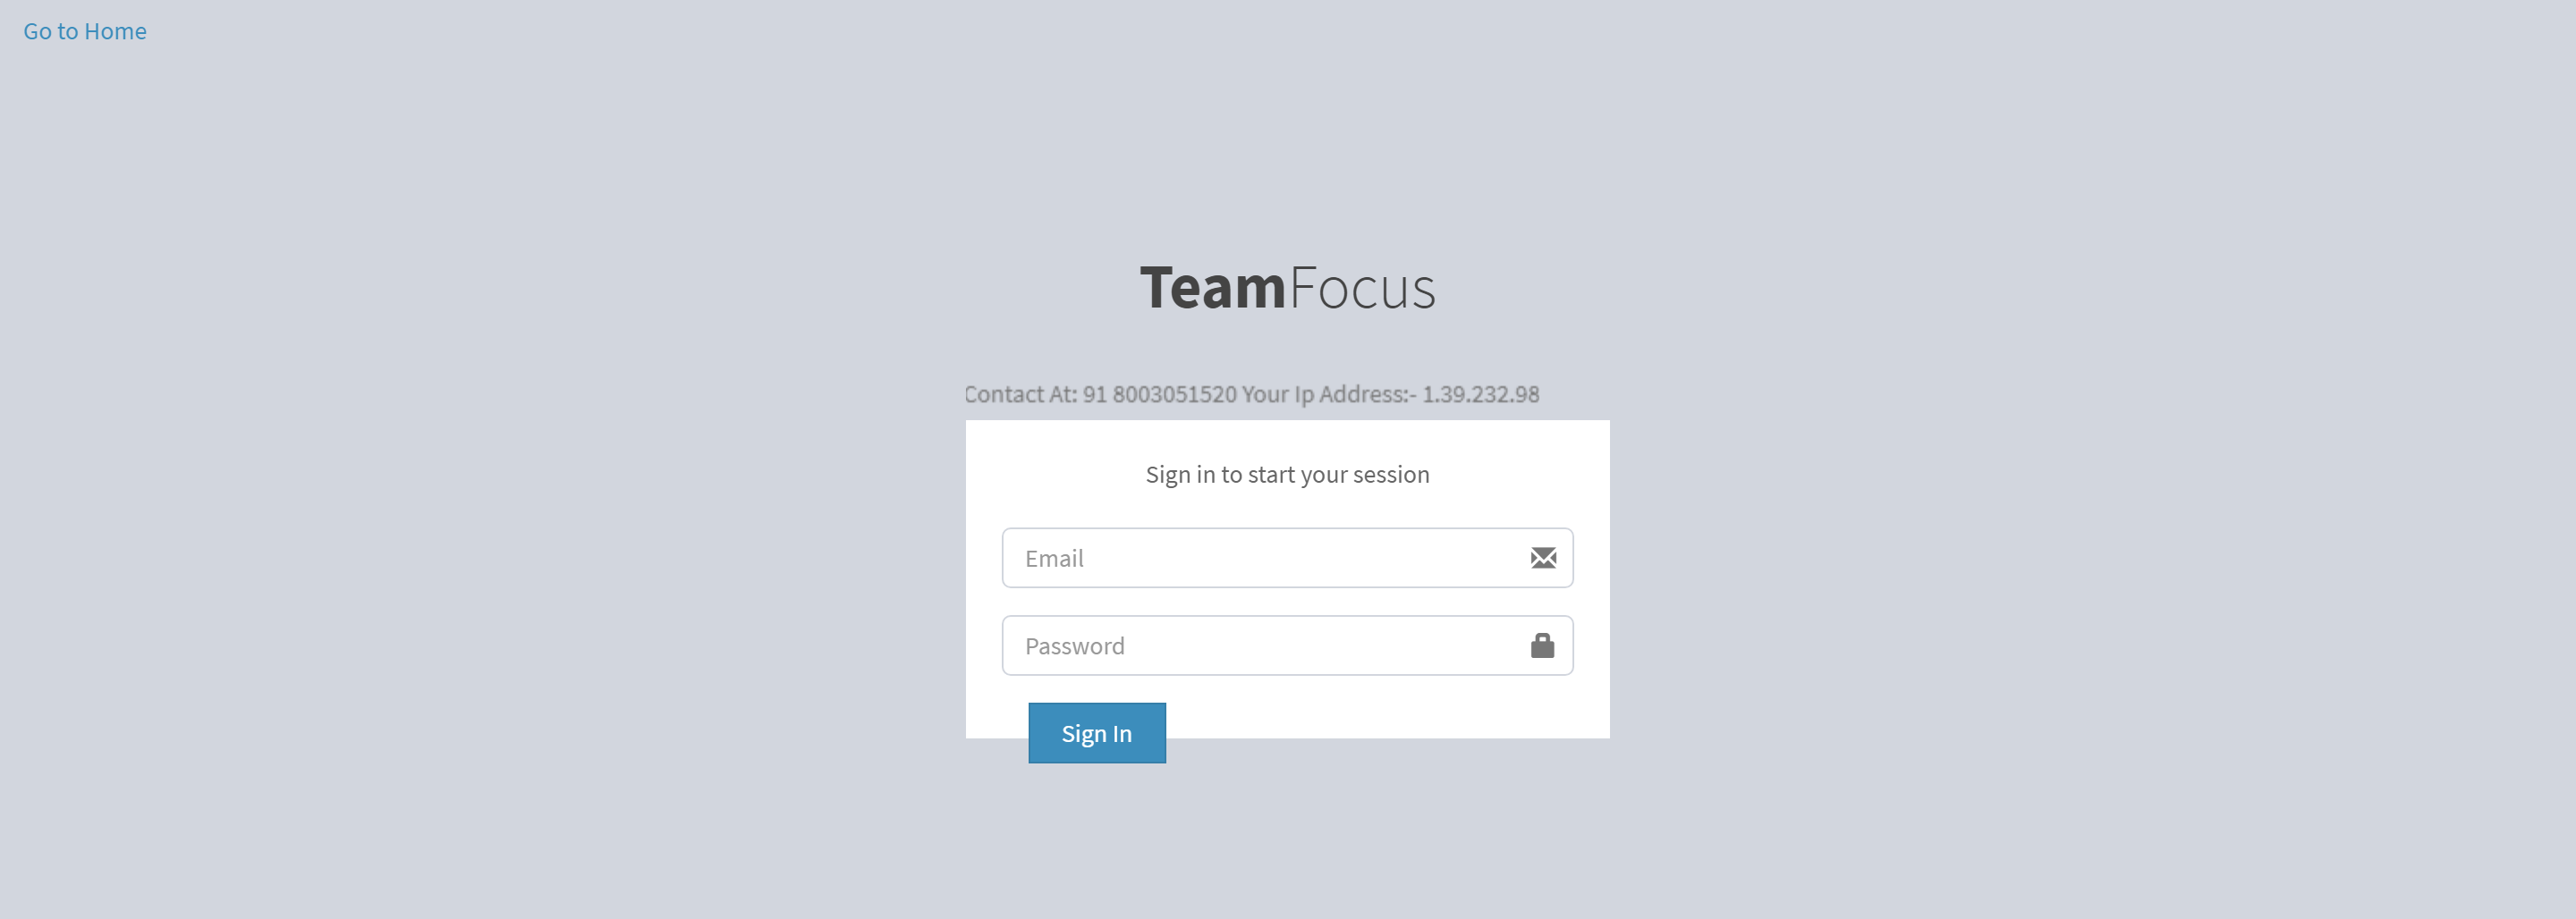 Go to Home
TeamFocus
Contact At: 91 8003051520 Your Ip Address:- 1.39.232.98
Sign in to start your session
Email
Password
Sign In